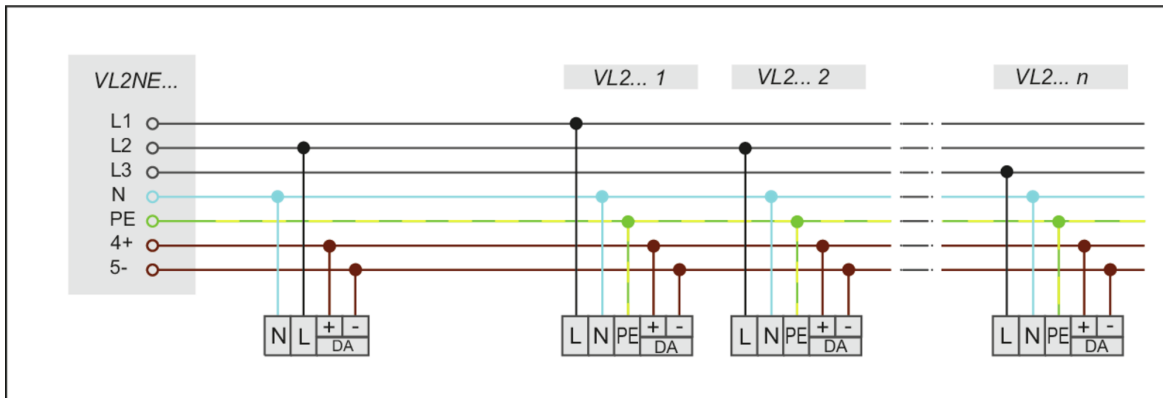 VL2NE...
VL2... 1
VL2... 2
VL2... n
L1
L2
L3
N
PE
4+
5-
N L + -
DA
L N PE + -
DA
L N PE + -
DA
L N PE + -
DA